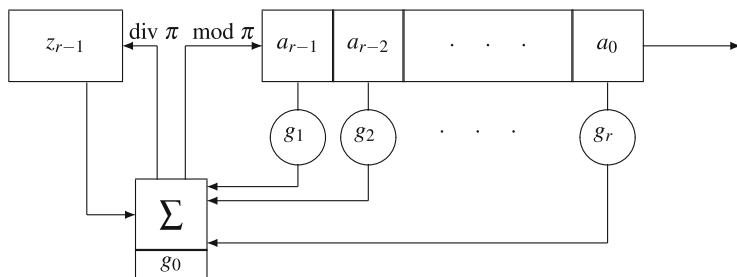 z_{r−1} div π mod π a_{r−1} a_{r−2} · · · a_0
g_1 g_2 · · · g_r
Σ
g_0